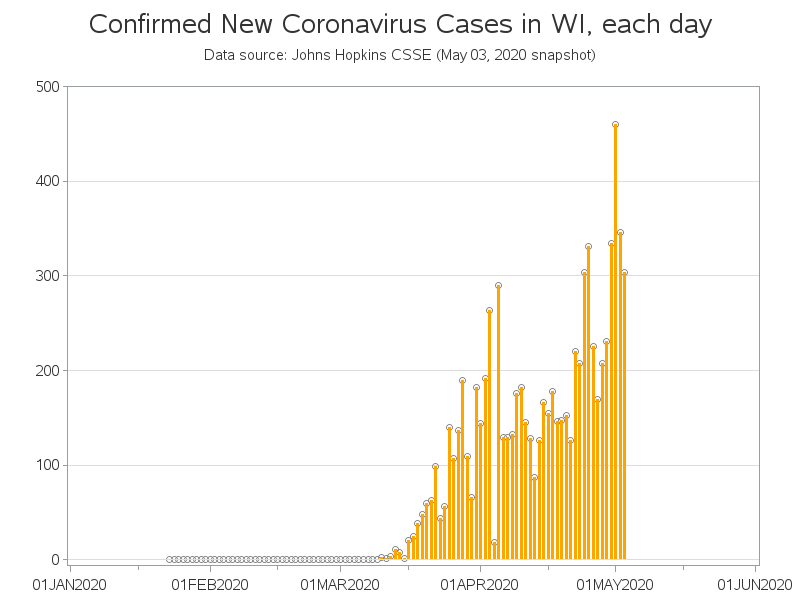 Confirmed New Coronavirus Cases in WI, each day
Data source: Johns Hopkins CSSE (May 03, 2020 snapshot)
500
400
300
200
100
0
01JAN2020 01FEB2020 01MAR2020 01APR2020 01MAY2020 01JUN2020